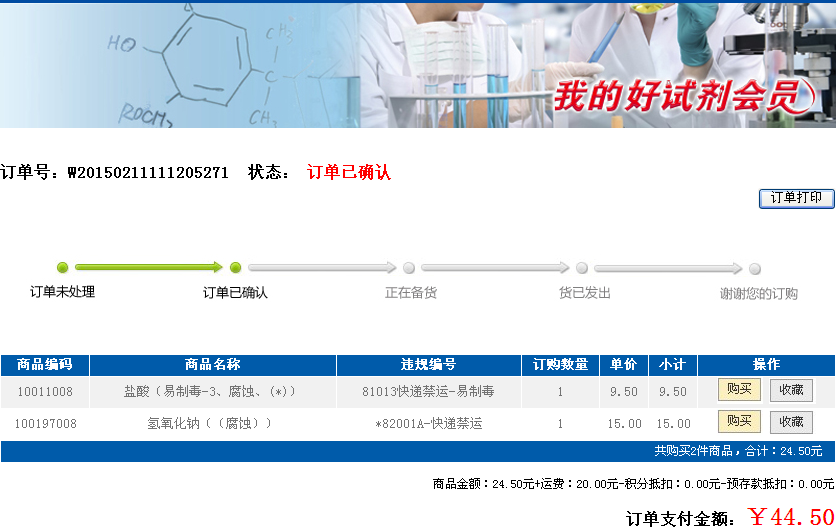 HO
CH3
ROCH2
CH3
我的好试剂会员
订单号：W20150211111205271 状态： 订单已确认
订单打印
订单未处理 订单已确认 正在备货 货已发出 谢谢您的订购
商品编码 商品名称 违规编号 订购数量 单价 小计 操作
10011008 盐酸（易制毒-3、腐蚀、(*)） 81013快递禁运-易制毒 1 9.50 9.50 购买 收藏
100197008 氢氧化钠（（腐蚀）） *82001A-快递禁运 1 15.00 15.00 购买 收藏
共购买2件商品，合计：24.50元
商品金额：24.50元+运费：20.00元-积分抵扣：0.00元-预存款抵扣：0.00元
订单支付金额：￥44.50